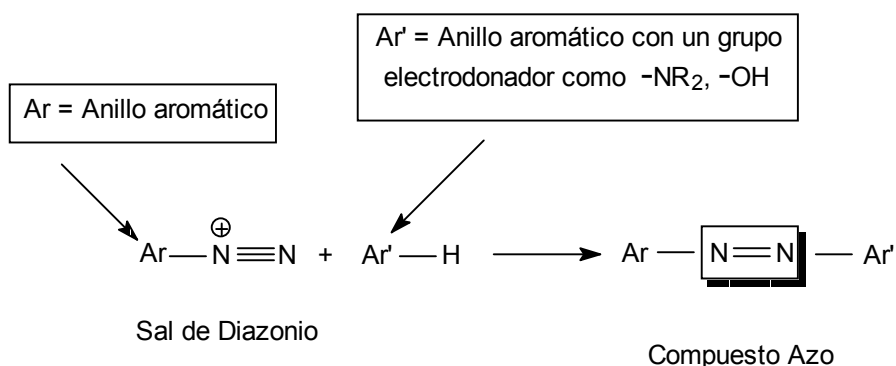 Ar' = Anillo aromático con un grupo
electrodonador como -NR₂, -OH
Ar = Anillo aromático
Ar—N⊕≡N + Ar'—H ⟶ Ar—N=N—Ar'
Sal de Diazonio
Compuesto Azo